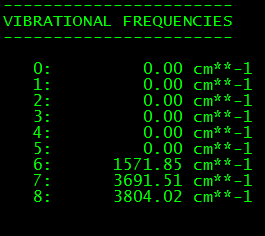 -----------------------
VIBRATIONAL FREQUENCIES
-----------------------
0: 0.00 cm**-1
1: 0.00 cm**-1
2: 0.00 cm**-1
3: 0.00 cm**-1
4: 0.00 cm**-1
5: 0.00 cm**-1
6: 1571.85 cm**-1
7: 3691.51 cm**-1
8: 3804.02 cm**-1